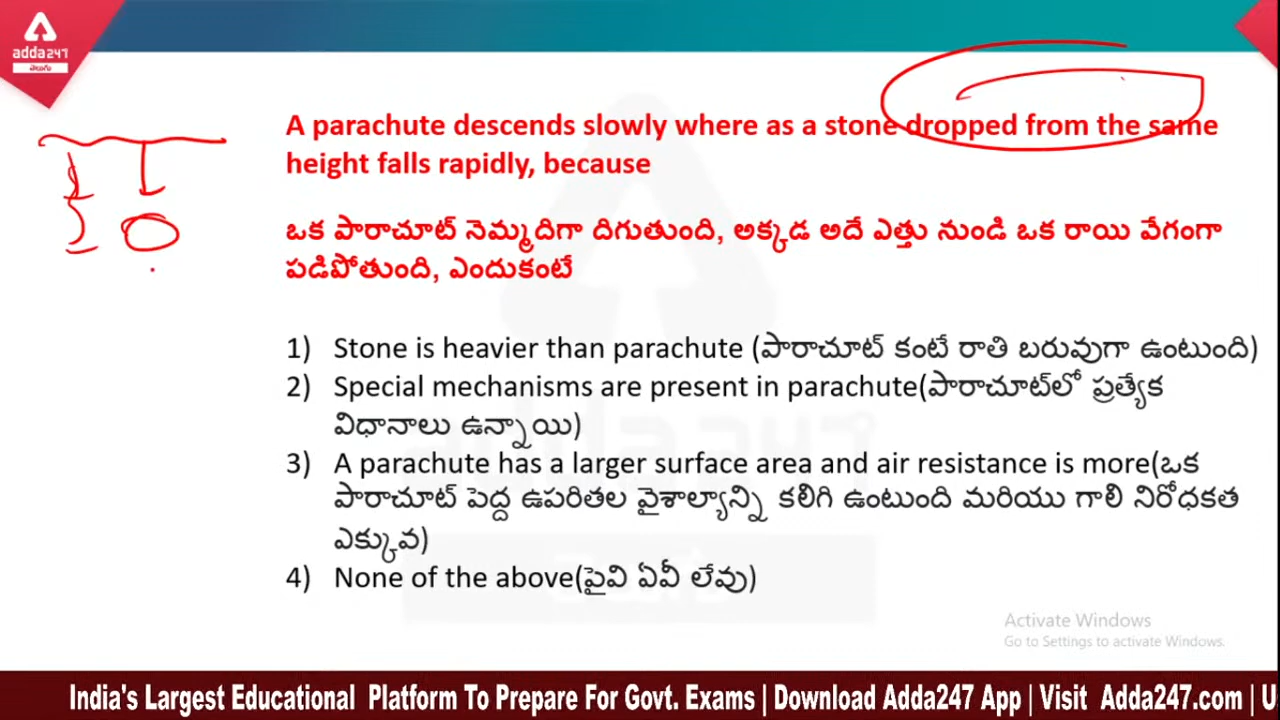 adda247
తెలుగు
A parachute descends slowly where as a stone dropped from the same
height falls rapidly, because
ఒక పారాచూట్ నెమ్మదిగా దిగుతుంది, అక్కడ అదే ఎత్తు నుండి ఒక రాయి వేగంగా
పడిపోతుంది, ఎందుకంటే
1) Stone is heavier than parachute (పారాచూట్ కంటే రాతి బరువుగా ఉంటుంది)
2) Special mechanisms are present in parachute(పారాచూట్‌లో ప్రత్యేక
విధానాలు ఉన్నాయి)
3) A parachute has a larger surface area and air resistance is more(ఒక
పారాచూట్ పెద్ద ఉపరితల వైశాల్యాన్ని కలిగి ఉంటుంది మరియు గాలి నిరోధకత
ఎక్కువ)
4) None of the above(పైవి ఏవీ లేవు)
Activate Windows
Go to Settings to activate Windows.
India's Largest Educational Platform To Prepare For Govt. Exams | Download Adda247 App | Visit Adda247.com | U